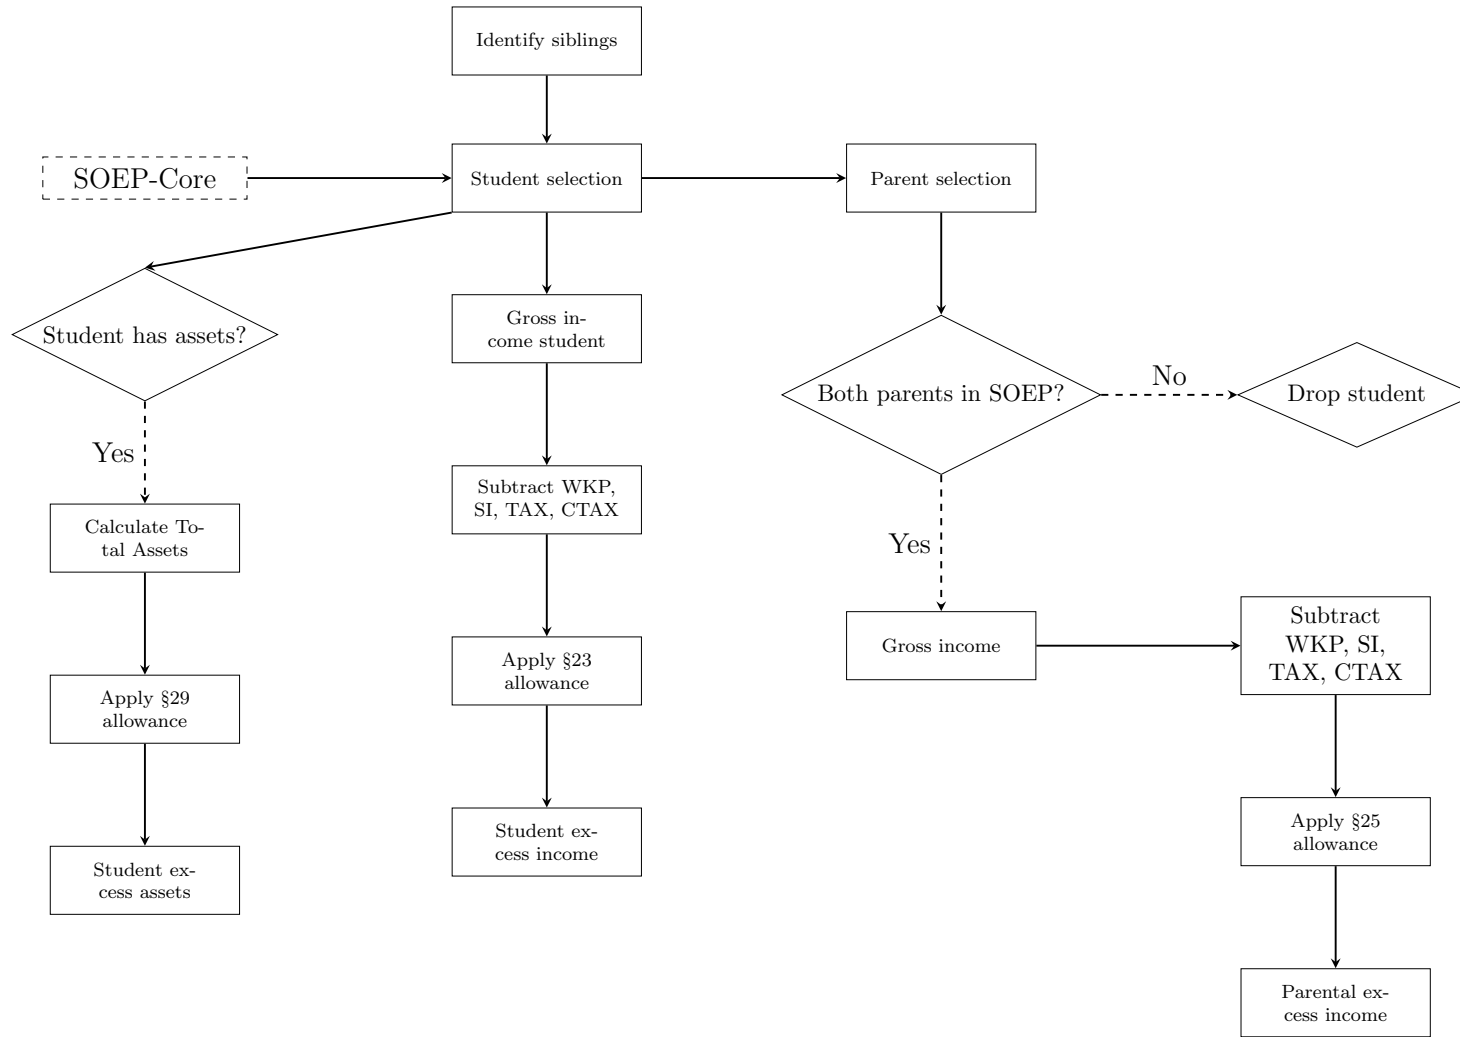 Identify siblings
SOEP-Core
Student selection
Parent selection
Student has assets?
Gross in-
come student
Both parents in SOEP?
No
Drop student
Yes
Subtract WKP,
SI, TAX, CTAX
Calculate To-
tal Assets
Yes
Apply §23
allowance
Gross income
Subtract
WKP, SI,
TAX, CTAX
Apply §29
allowance
Student ex-
cess income
Apply §25
allowance
Student ex-
cess assets
Parental ex-
cess income